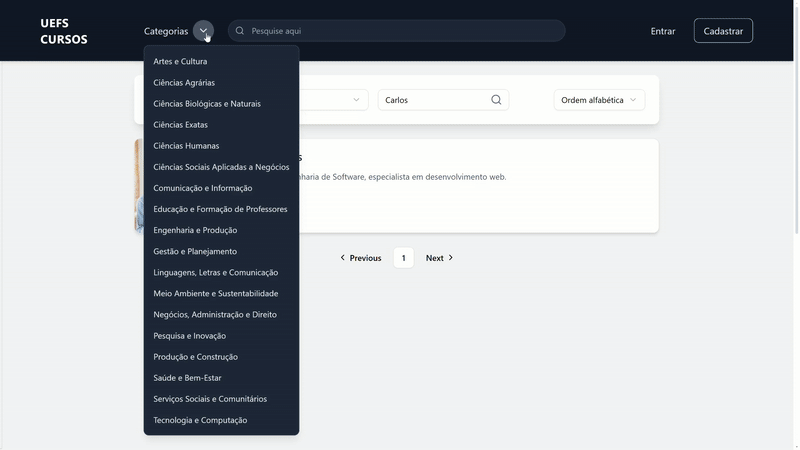 UEFS
CURSOS
Categorias
Pesquise aqui
Entrar
Cadastrar
Artes e Cultura
Ciências Agrárias
Ciências Biológicas e Naturais
Ciências Exatas
Ciências Humanas
Ciências Sociais Aplicadas a Negócios
Comunicação e Informação
Educação e Formação de Professores
Engenharia e Produção
Gestão e Planejamento
Linguagens, Letras e Comunicação
Meio Ambiente e Sustentabilidade
Negócios, Administração e Direito
Pesquisa e Inovação
Produção e Construção
Saúde e Bem-Estar
Serviços Sociais e Comunitários
Tecnologia e Computação
Carlos
Ordem alfabética
de Software, especialista em desenvolvimento web.
Previous
1
Next